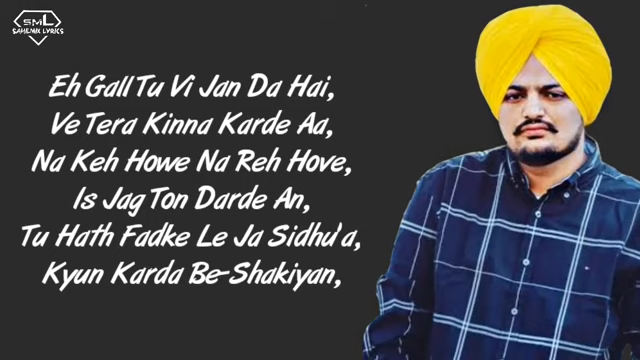 SML
SAHILMIX LYRICS
Eh Gall Tu Vi Jan Da Hai,
Ve Tera Kinna Karde Aa,
Na Keh Howe Na Reh Hove,
Is Jag Ton Darde An,
Tu Hath Fadke Le Ja Sidhu'a,
Kyun Karda Be-Shakiyan,